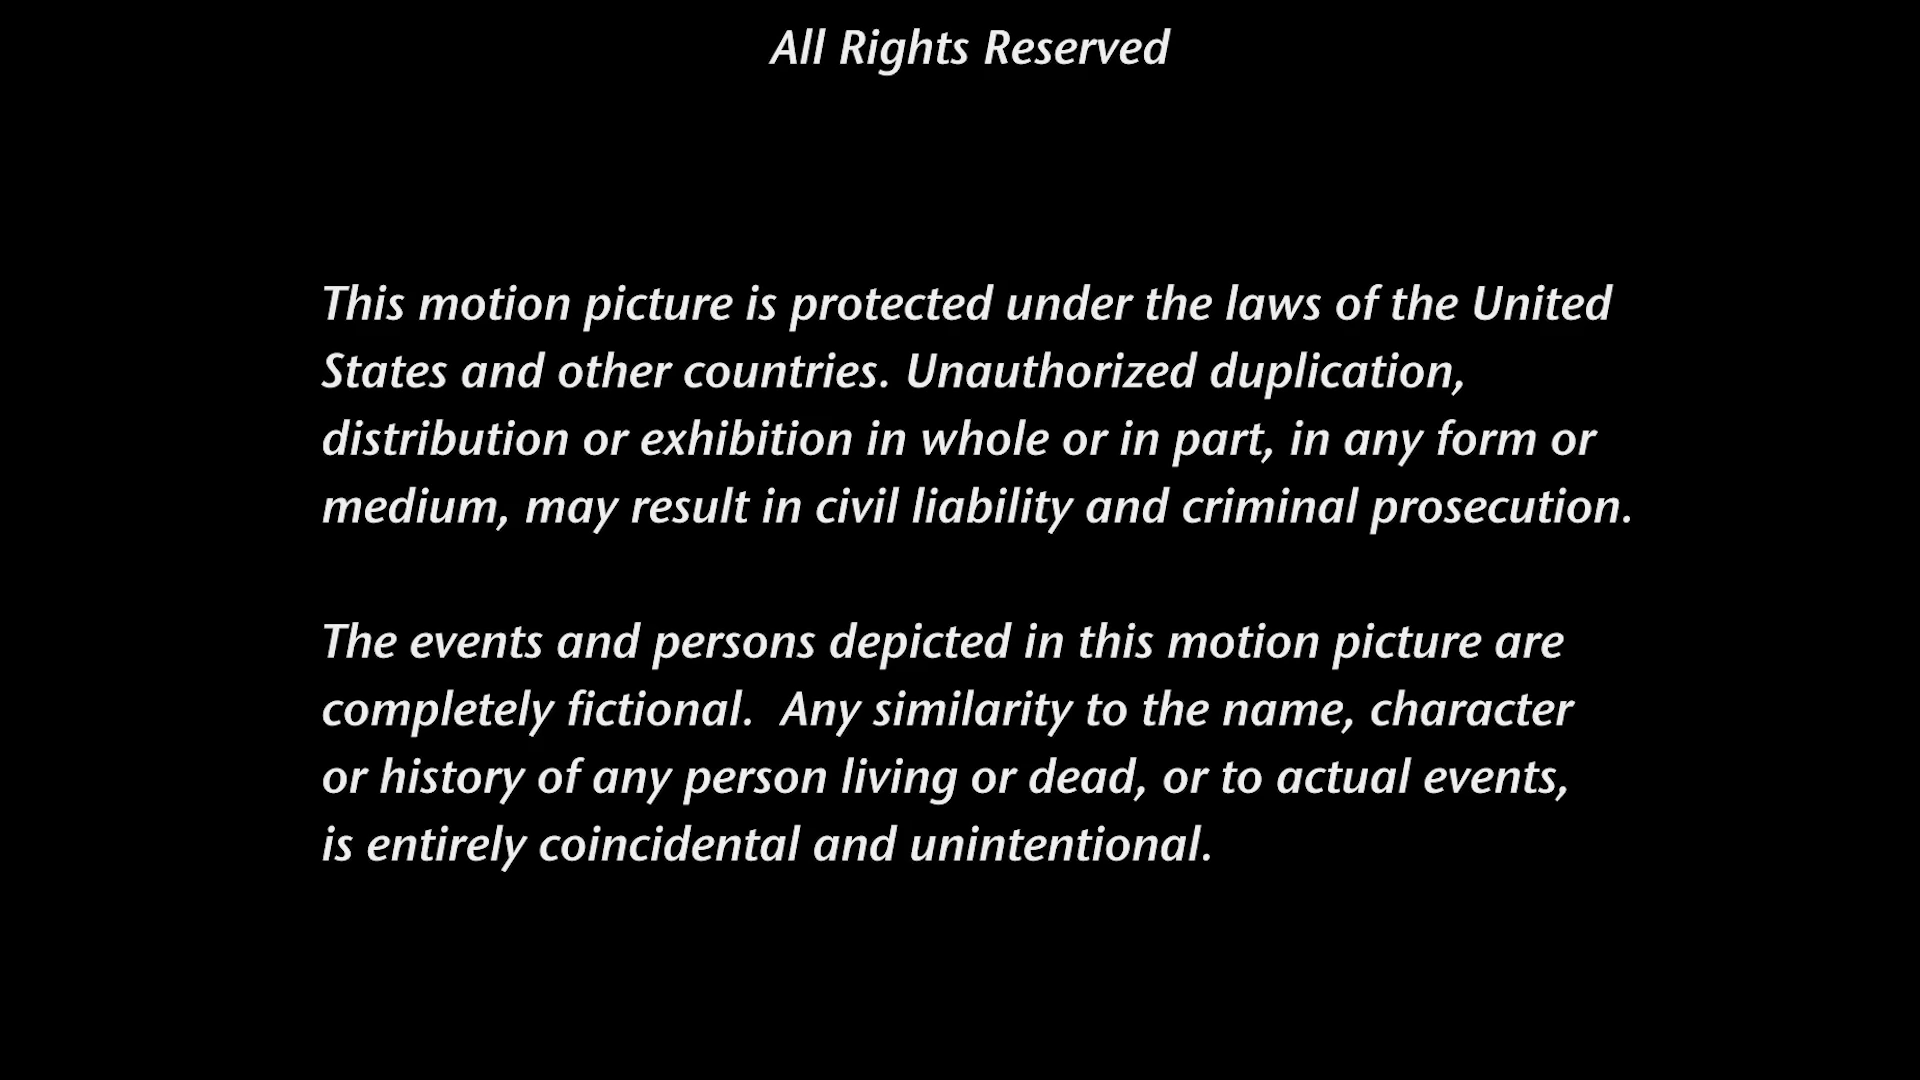 All Rights Reserved
This motion picture is protected under the laws of the United
States and other countries. Unauthorized duplication,
distribution or exhibition in whole or in part, in any form or
medium, may result in civil liability and criminal prosecution.
The events and persons depicted in this motion picture are
completely fictional.  Any similarity to the name, character
or history of any person living or dead, or to actual events,
is entirely coincidental and unintentional.